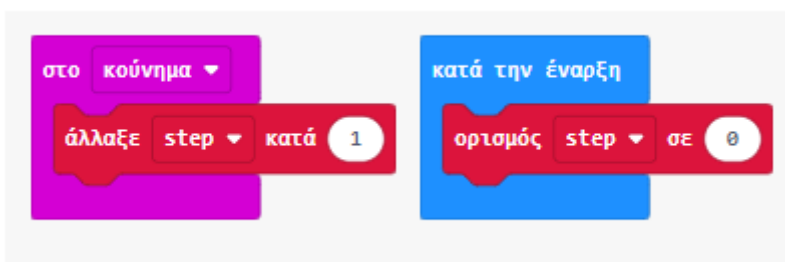 στο κούνημα
άλλαξε step κατά 1
κατά την έναρξη
ορισμός step σε 0